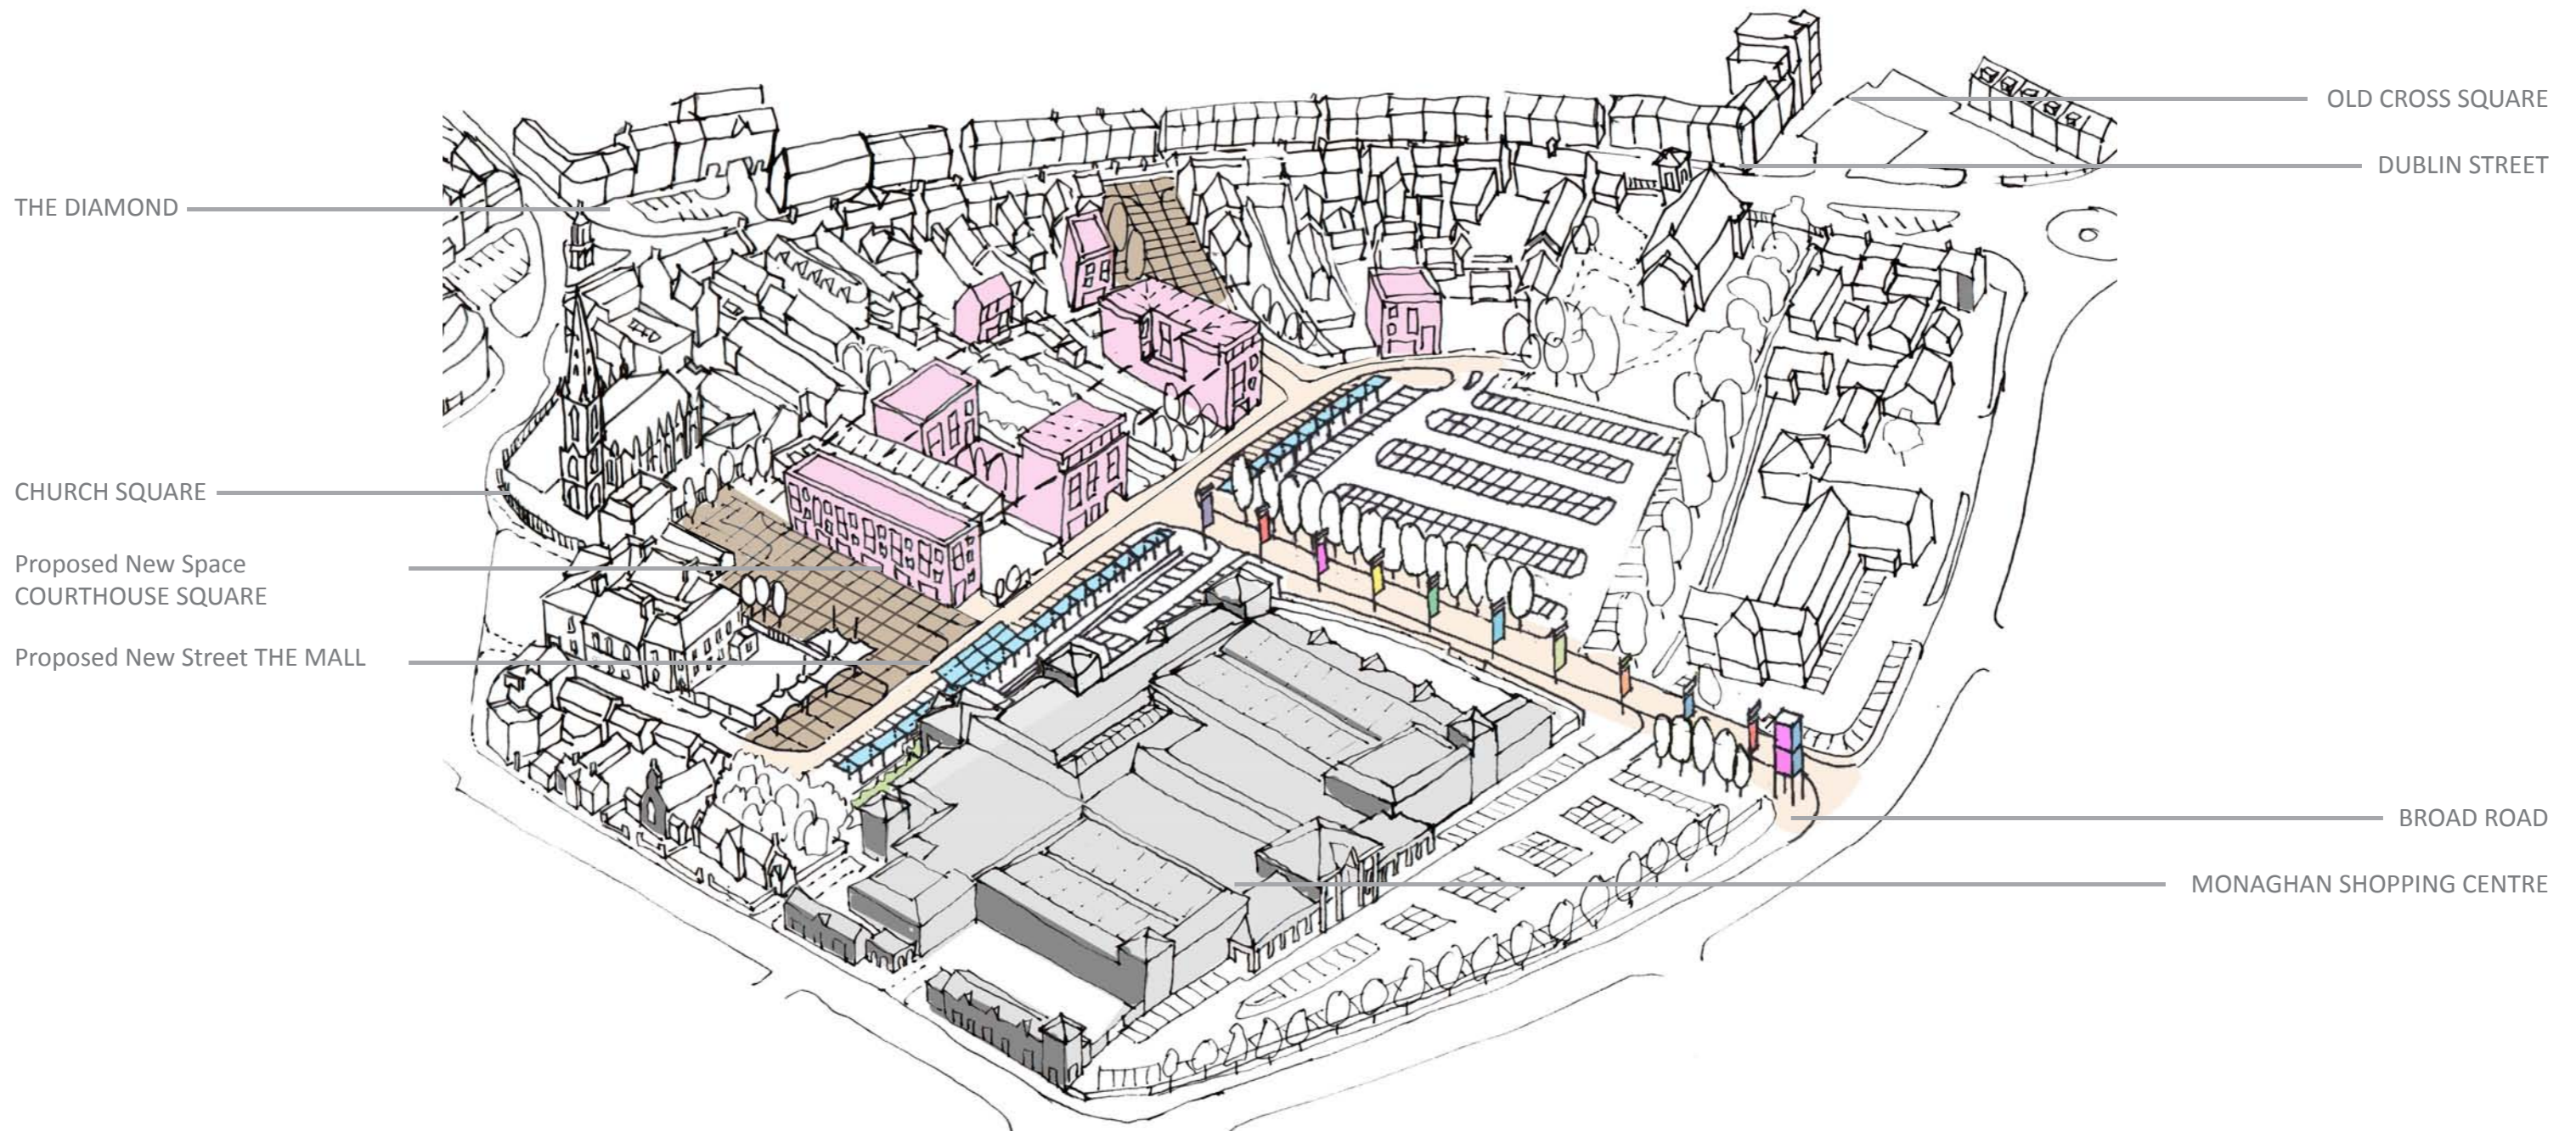 THE DIAMOND
CHURCH SQUARE
Proposed New Space
COURTHOUSE SQUARE
Proposed New Street THE MALL
OLD CROSS SQUARE
DUBLIN STREET
BROAD ROAD
MONAGHAN SHOPPING CENTRE